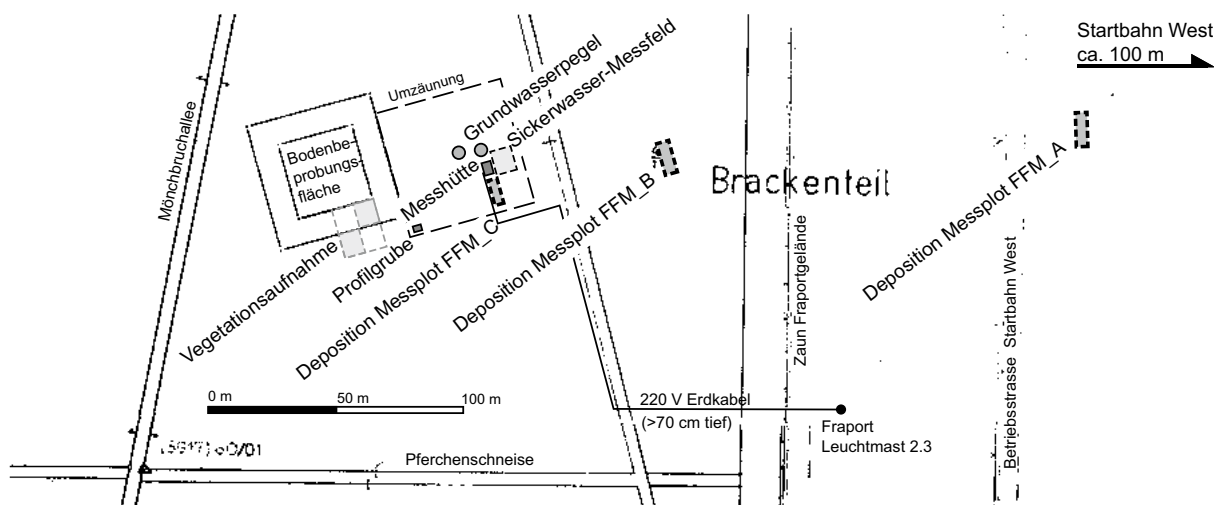 Startbahn West
ca. 100 m
Mönchbruchallee
Umzäunung
Grundwasserpegel
Sickerwasser-Messfeld
Bodenbe-
probungs-
fläche
Messhütte
Brackenteil
Vegetationsaufnahme
Profilgrube
Deposition Messplot FFM_C
Deposition Messplot FFM_B
Deposition Messplot FFM_A
Zaun Fraportgelände
Betriebsstrasse Startbahn West
0 m
50 m
100 m
220 V Erdkabel
(>70 cm tief)
Fraport
Leuchtmast 2.3
Pferchenschneise